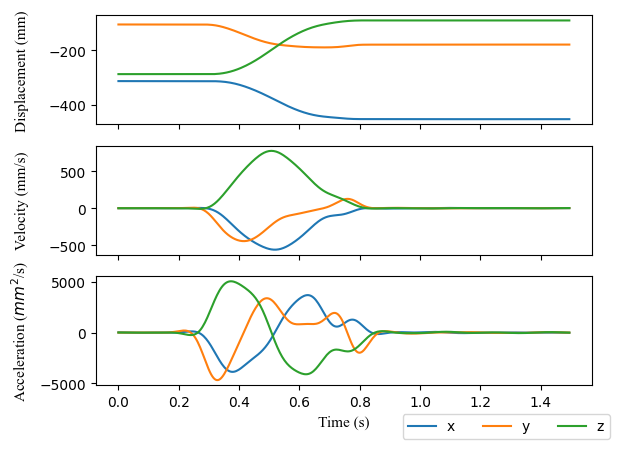 Displacement (mm)
−200
−400
Velocity (mm/s)
500
0
−500
Acceleration (mm²/s)
5000
0
−5000
0.0 0.2 0.4 0.6 0.8 1.0 1.2 1.4
Time (s)
x y z